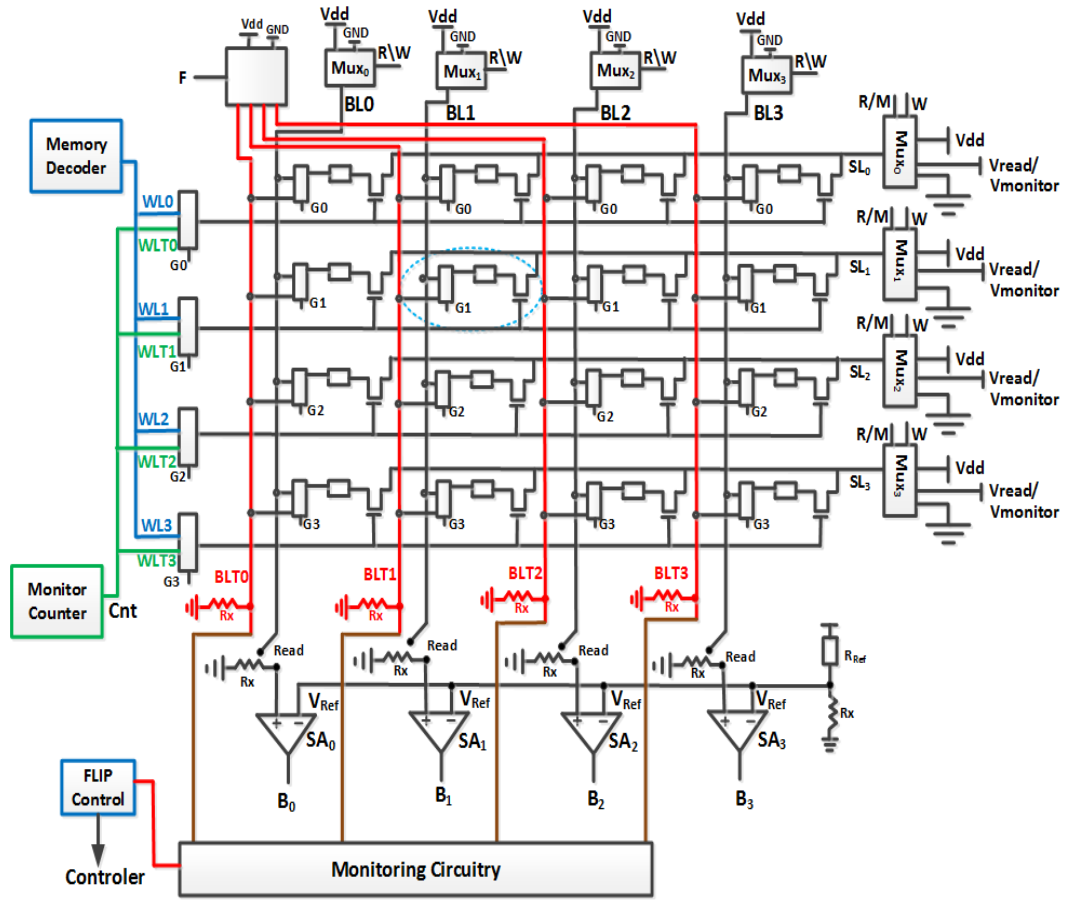 Vdd GND
F
Vdd
GND
Mux0 R\W
BL0
Vdd
GND
Mux1 R\W
BL1
Vdd
GND
Mux2 R\W
BL2
Vdd
GND
Mux3 R\W
BL3
Memory
Decoder
WL0
WLT0
G0
WL1
WLT1
G1
WL2
WLT2
G2
WL3
WLT3
G3
Monitor
Counter
Cnt
G0 G0 G0 G0
G1 G1 G1 G1
G2 G2 G2 G2
G3 G3 G3 G3
SL0
R/M W
Mux0
Vdd
Vread/
Vmonitor
SL1
R/M W
Mux1
Vdd
Vread/
Vmonitor
SL2
R/M W
Mux2
Vdd
Vread/
Vmonitor
SL3
R/M W
Mux3
Vdd
Vread/
Vmonitor
BLT0 BLT1 BLT2 BLT3
Rx Rx Rx Rx
Read Read Read Read
Rx Rx Rx Rx
RRef
Rx
VRef VRef VRef VRef
+ - + - + - + -
SA0 SA1 SA2 SA3
B0 B1 B2 B3
FLIP
Control
Controler
Monitoring Circuitry